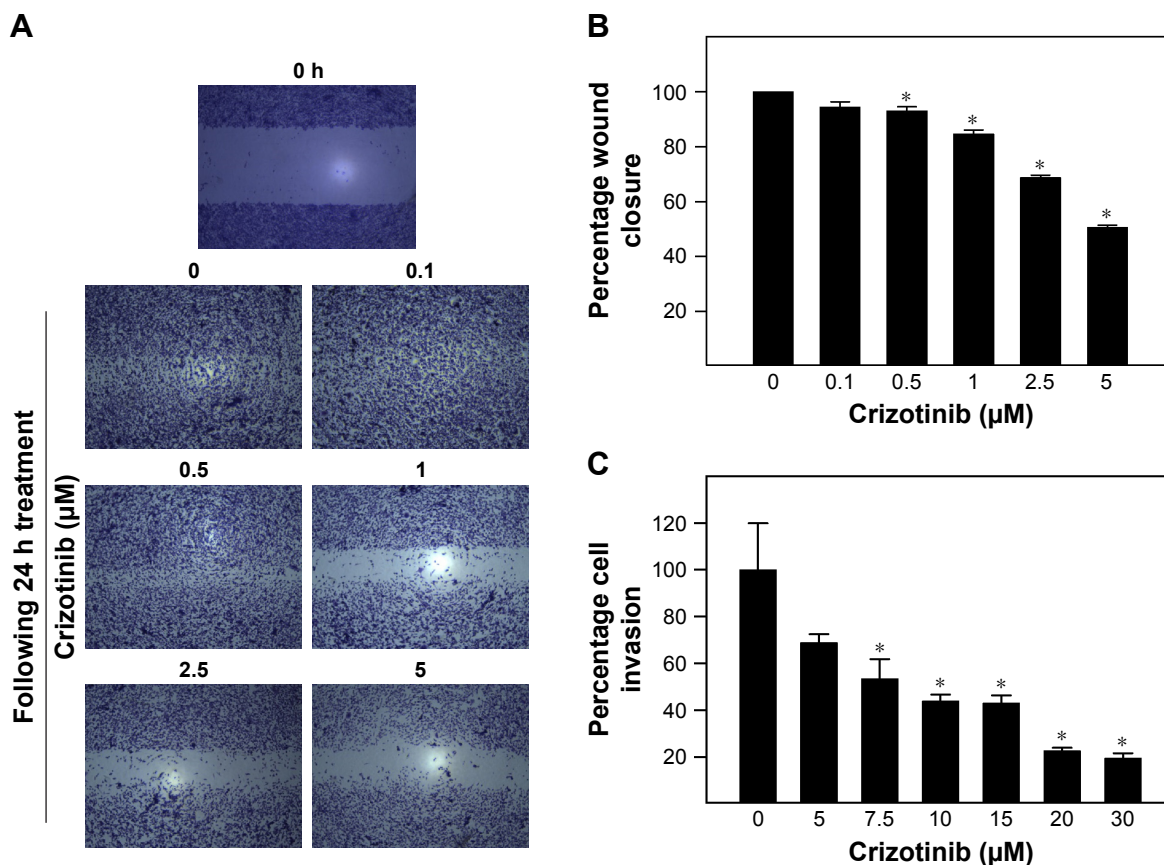 A
0 h
0
0.1
0.5
1
2.5
5
Following 24 h treatment
Crizotinib (µM)
B
Percentage wound
closure
100
80
60
40
20
* * * *
0 0.1 0.5 1 2.5 5
Crizotinib (µM)
C
Percentage cell
invasion
120
100
80
60
40
20
* * * * *
0 5 7.5 10 15 20 30
Crizotinib (µM)